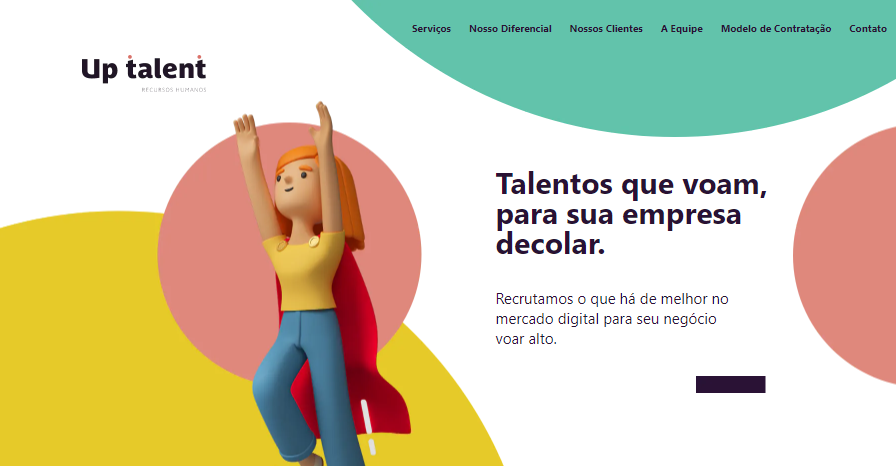 Serviços Nosso Diferencial Nossos Clientes A Equipe Modelo de Contratação Contato
Up talent
RECURSOS HUMANOS
Talentos que voam,
para sua empresa
decolar.
Recrutamos o que há de melhor no
mercado digital para seu negócio
voar alto.